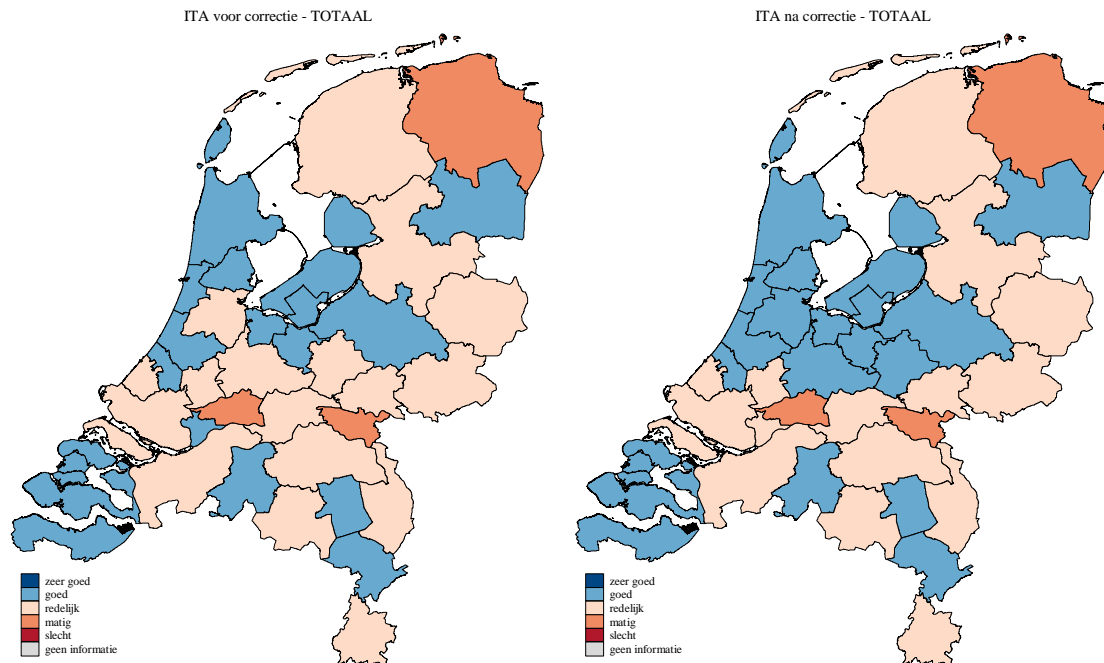 ITA voor correctie - TOTAAL
zeer goed
goed
redelijk
matig
slecht
geen informatie
ITA na correctie - TOTAAL
zeer goed
goed
redelijk
matig
slecht
geen informatie